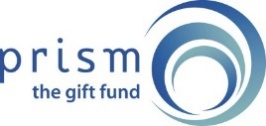 prism
the gift fund